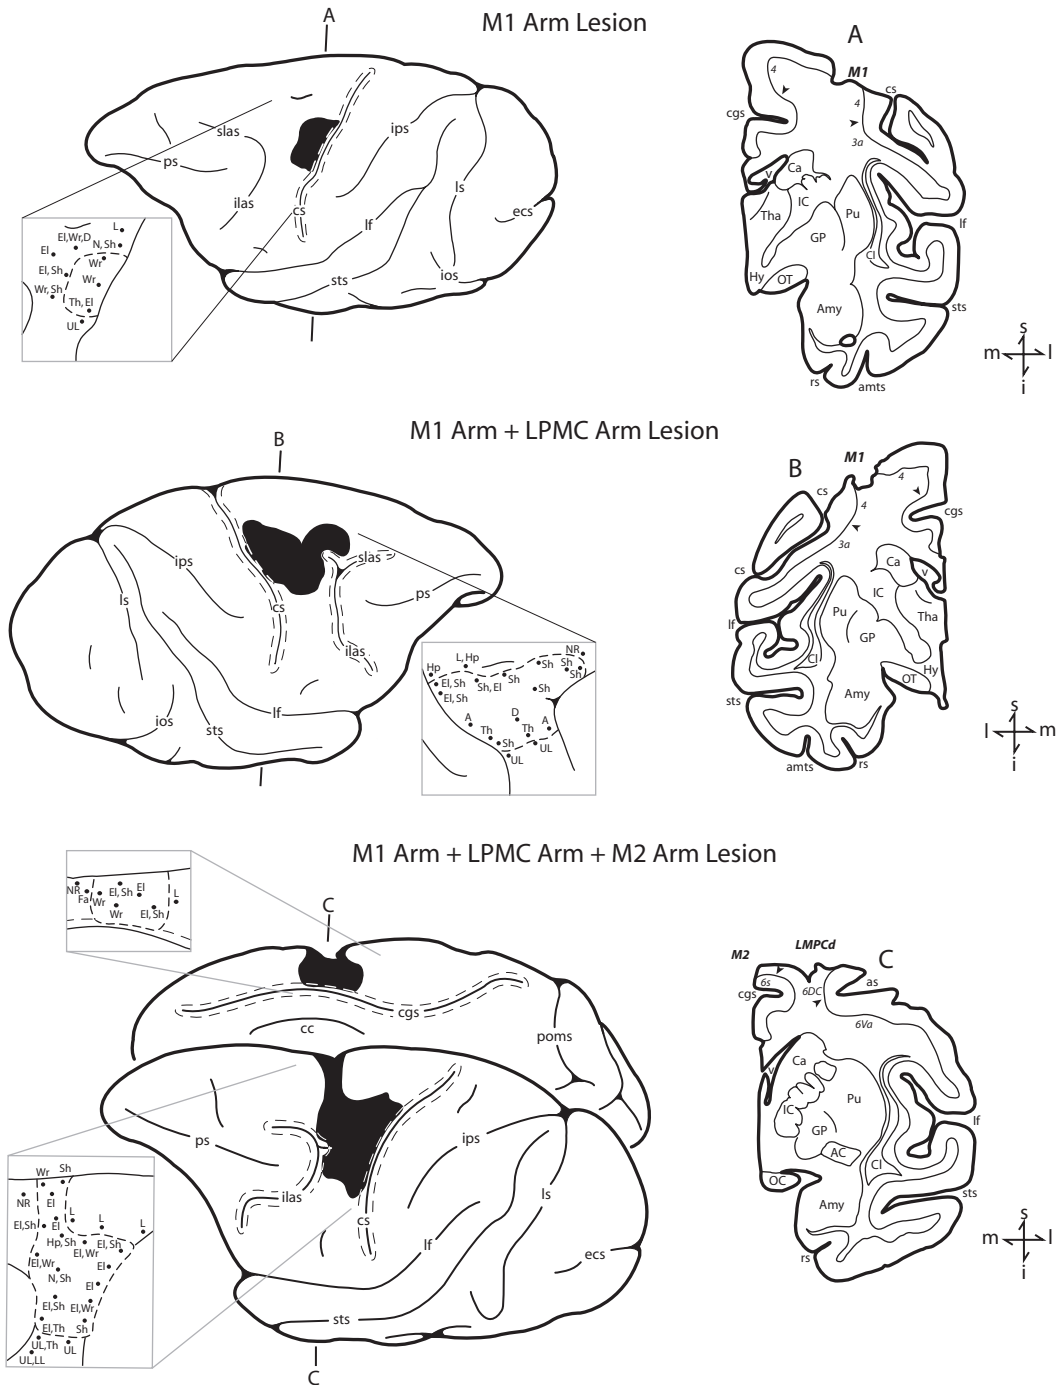 M1 Arm Lesion
A
slas
ps
ilas
cs
ips
ls
lf
ecs
sts
ios
L
El,Wr,D
N, Sh
El
Wr
El, Sh
Wr
Wr, Sh
Th, El
UL
A
M1
4
4
cs
cgs
3a
v
Ca
IC
Tha
Pu
GP
lf
Cl
Hy
OT
Amy
sts
rs
amts
s
m
l
i
M1 Arm + LPMC Arm Lesion
B
ips
slas
ls
ps
cs
ilas
ios
sts
lf
NR
L, Hp
Hp
Sh
Sh
El, Sh
Sh, El
Sh
Sh
El, Sh
Sh
A
D
A
Th
Th
Sh
UL
UL
B
M1
cs
4
4
cgs
3a
cs
Ca
v
IC
Pu
Tha
lf
GP
Cl
Hy
OT
sts
Amy
amts
rs
s
l
m
i
M1 Arm + LPMC Arm + M2 Arm Lesion
NR
Fa
Wr
El, Sh
El
L
Wr
El, Sh
C
cgs
cc
poms
ps
ips
ilas
cs
ls
lf
ecs
sts
C
Wr
Sh
NR
El
El,Sh
El
L
L
L
Hp, Sh
El, Wr
El, Sh
El,Wr
El
N, Sh
El
El,Sh
El,Wr
El,Th
Sh
UL,Th
UL
UL,LL
M2
LMPCd
C
6s
cgs
6DC
as
6Va
v
Ca
Pu
IC
GP
lf
AC
Cl
OC
sts
Amy
rs
s
m
l
i